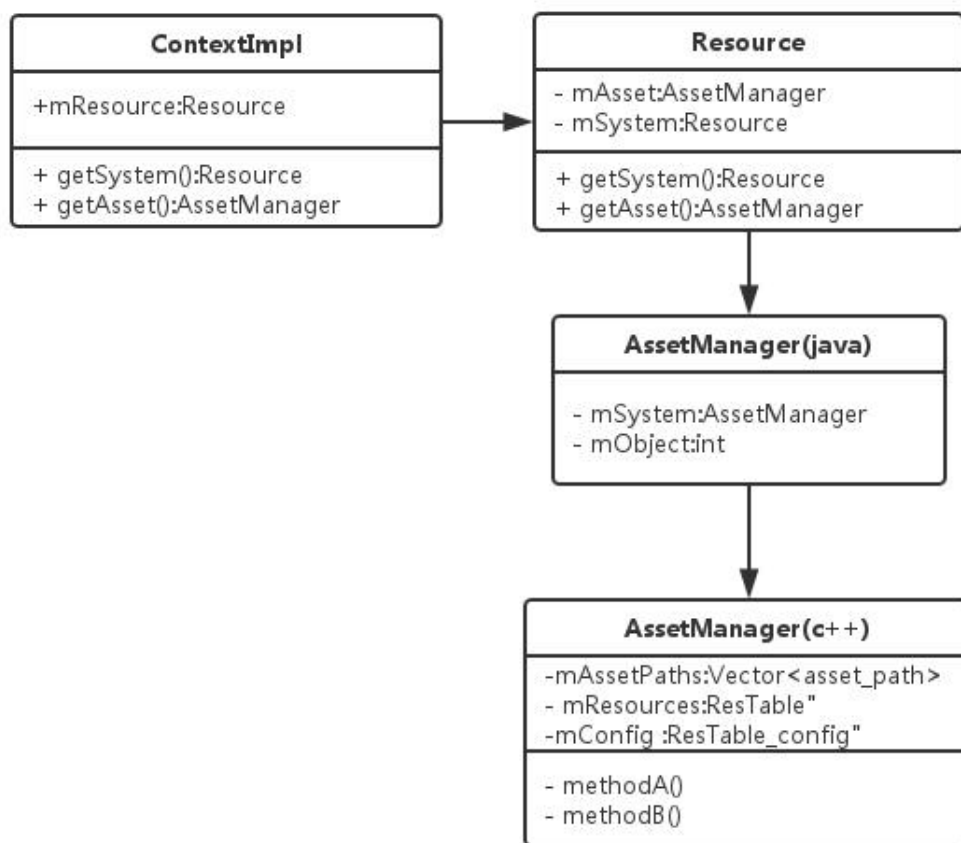 ContextImpl
+mResource:Resource
+ getSystem():Resource
+ getAsset():AssetManager
Resource
- mAsset:AssetManager
- mSystem:Resource
+ getSystem():Resource
+ getAsset():AssetManager
AssetManager(java)
- mSystem:AssetManager
- mObject:int
AssetManager(c++)
-mAssetPaths:Vector<asset_path>
- mResources:ResTable"
-mConfig :ResTable_config"
- methodA()
- methodB()